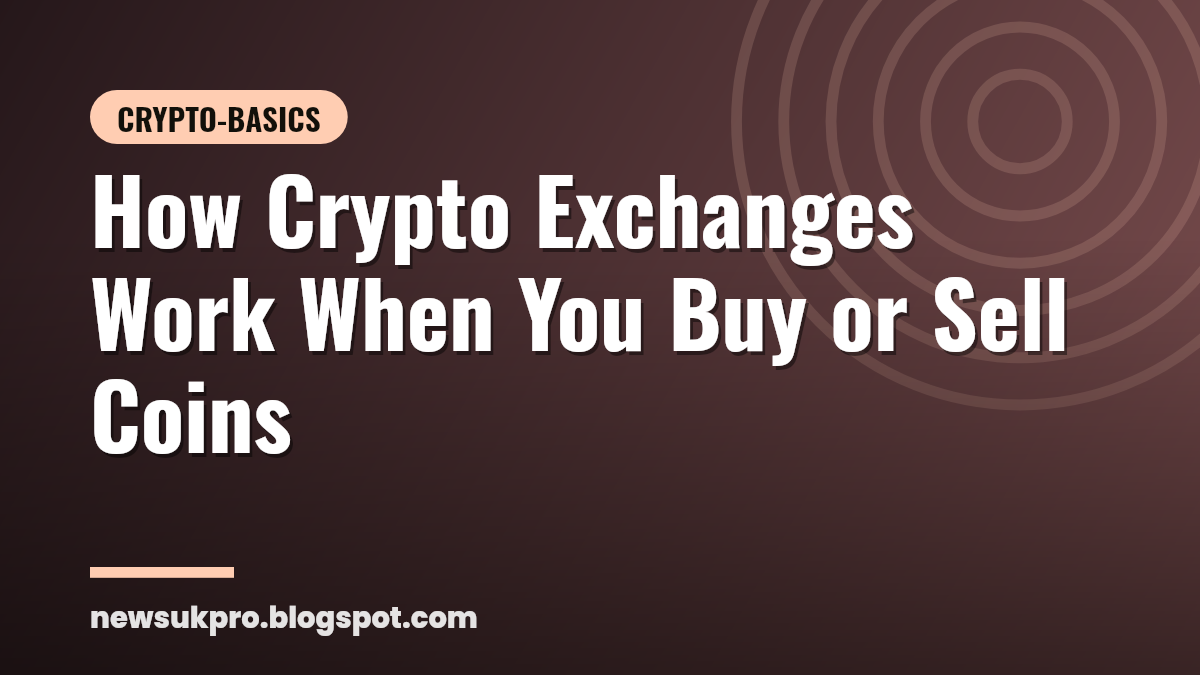 CRYPTO-BASICS
How Crypto Exchanges
Work When You Buy or Sell
Coins
newsukpro.blogspot.com